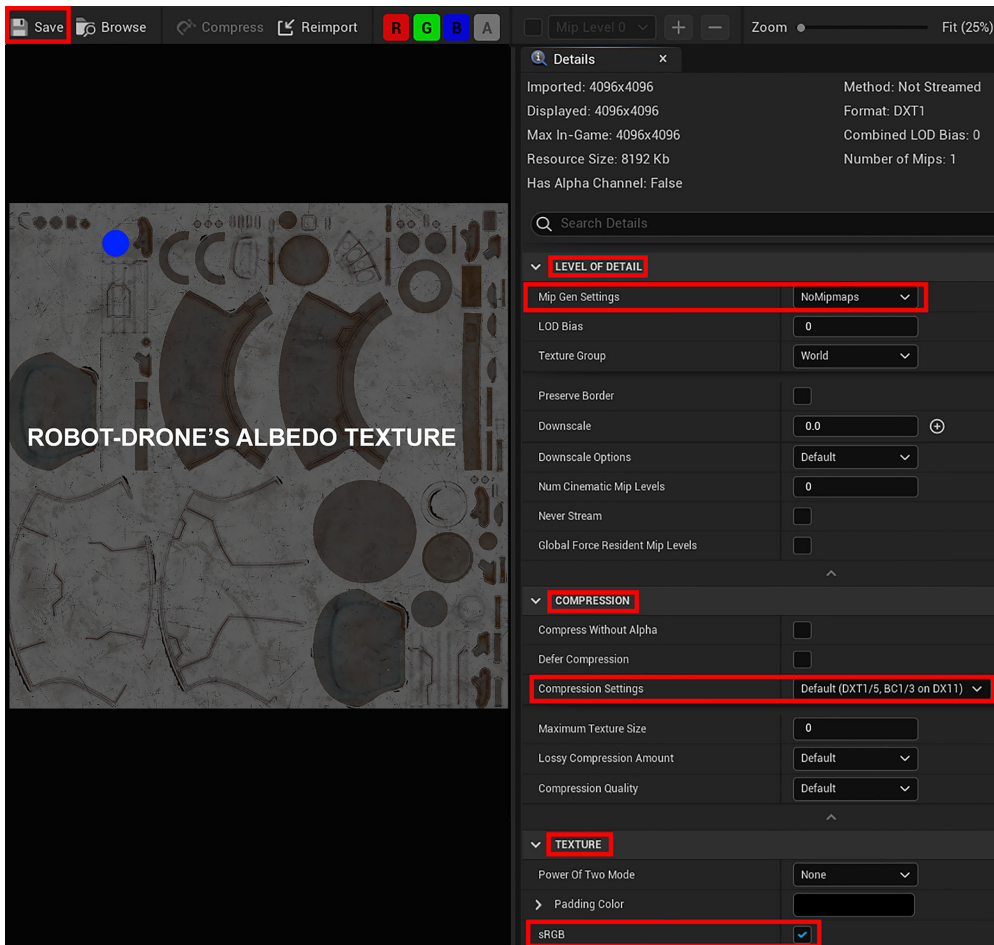 Save Browse Compress Reimport R G B A Mip Level 0 Zoom Fit (25%)
Details
Imported: 4096x4096 Method: Not Streamed
Displayed: 4096x4096 Format: DXT1
Max In-Game: 4096x4096 Combined LOD Bias: 0
Resource Size: 8192 Kb Number of Mips: 1
Has Alpha Channel: False
Search Details
LEVEL OF DETAIL
Mip Gen Settings NoMipmaps
LOD Bias 0
Texture Group World
Preserve Border
Downscale 0.0
Downscale Options Default
Num Cinematic Mip Levels 0
Never Stream
Global Force Resident Mip Levels
COMPRESSION
Compress Without Alpha
Defer Compression
Compression Settings Default (DXT1/5, BC1/3 on DX11)
Maximum Texture Size 0
Lossy Compression Amount Default
Compression Quality Default
TEXTURE
Power Of Two Mode None
Padding Color
sRGB
ROBOT-DRONE’S ALBEDO TEXTURE